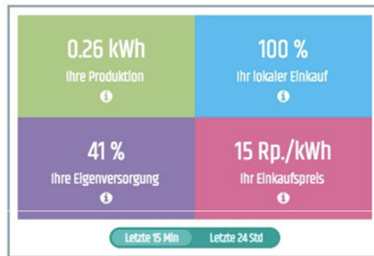 0.26 kWh
Ihre Produktion
100 %
Ihr lokaler Einkauf
41 %
Ihre Eigenversorgung
15 Rp./kWh
Ihr Einkaufspreis
Letzte 15 Min
Letzte 24 Std